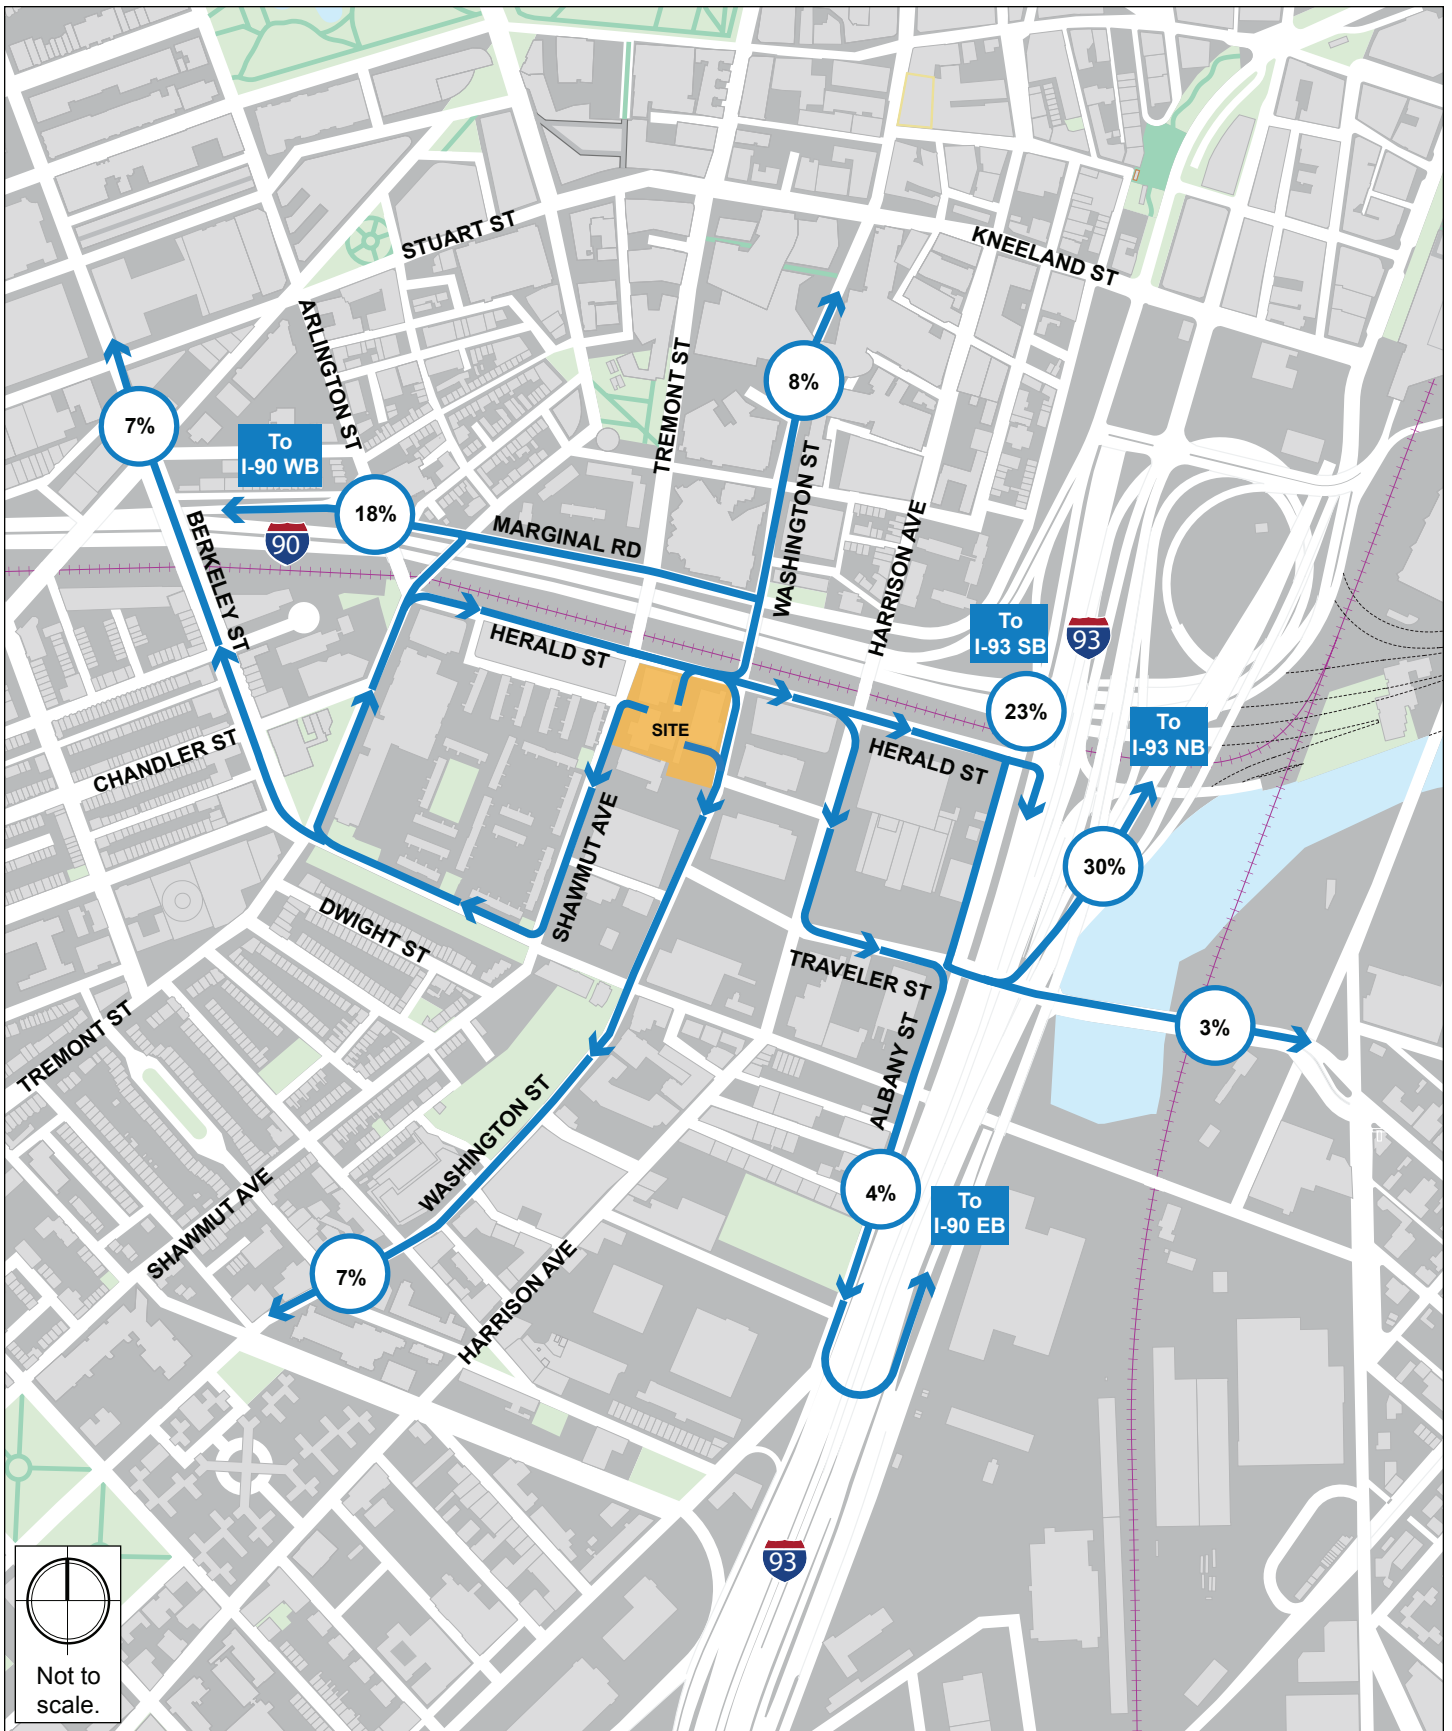 STUART ST
KNEELAND ST
ARLINGTON ST
TREMONT ST
8%
7%
To
I-90 WB
18%
90
BERKELEY ST
MARGINAL RD
WASHINGTON ST
HARRISON AVE
To
I-93 SB
93
HERALD ST
23%
To
I-93 NB
SITE
CHANDLER ST
HERALD ST
SHAWMUT AVE
30%
DWIGHT ST
TRAVELER ST
3%
TREMONT ST
ALBANY ST
WASHINGTON ST
4%
To
I-90 EB
SHAWMUT AVE
7%
HARRISON AVE
93
Not to
scale.